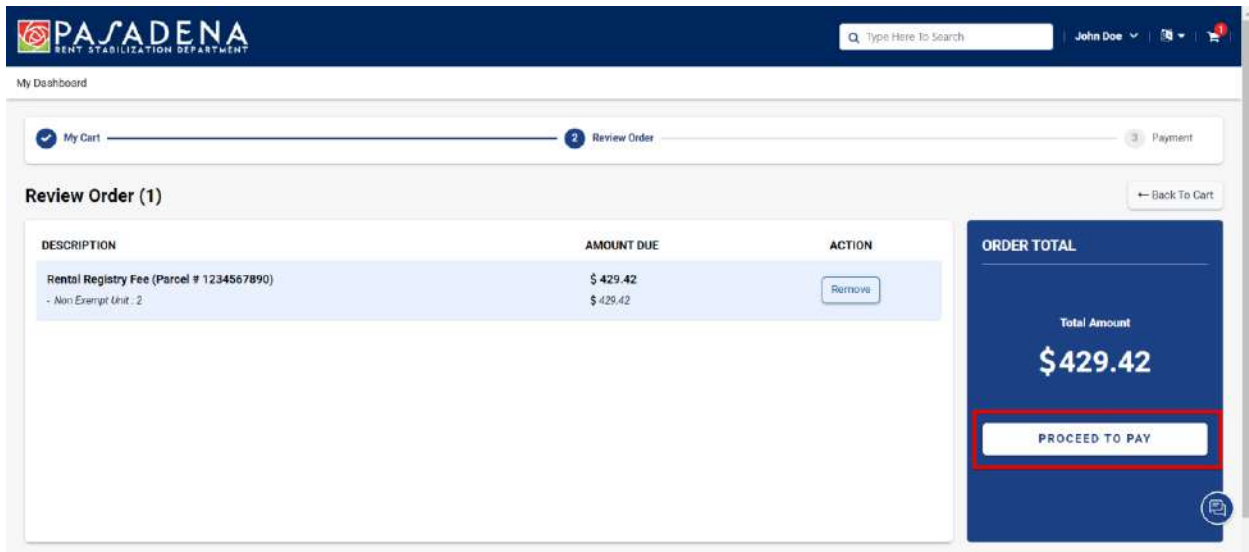 PASADENA
RENT STABILIZATION DEPARTMENT
Type Here To Search
John Doe
1
My Dashboard
My Cart
2 Review Order
3 Payment
Review Order (1)
← Back To Cart
DESCRIPTION AMOUNT DUE ACTION
Rental Registry Fee (Parcel # 1234567890) $ 429.42
Remove
- Non Exempt Unit : 2 $ 429.42
ORDER TOTAL
Total Amount
$429.42
PROCEED TO PAY